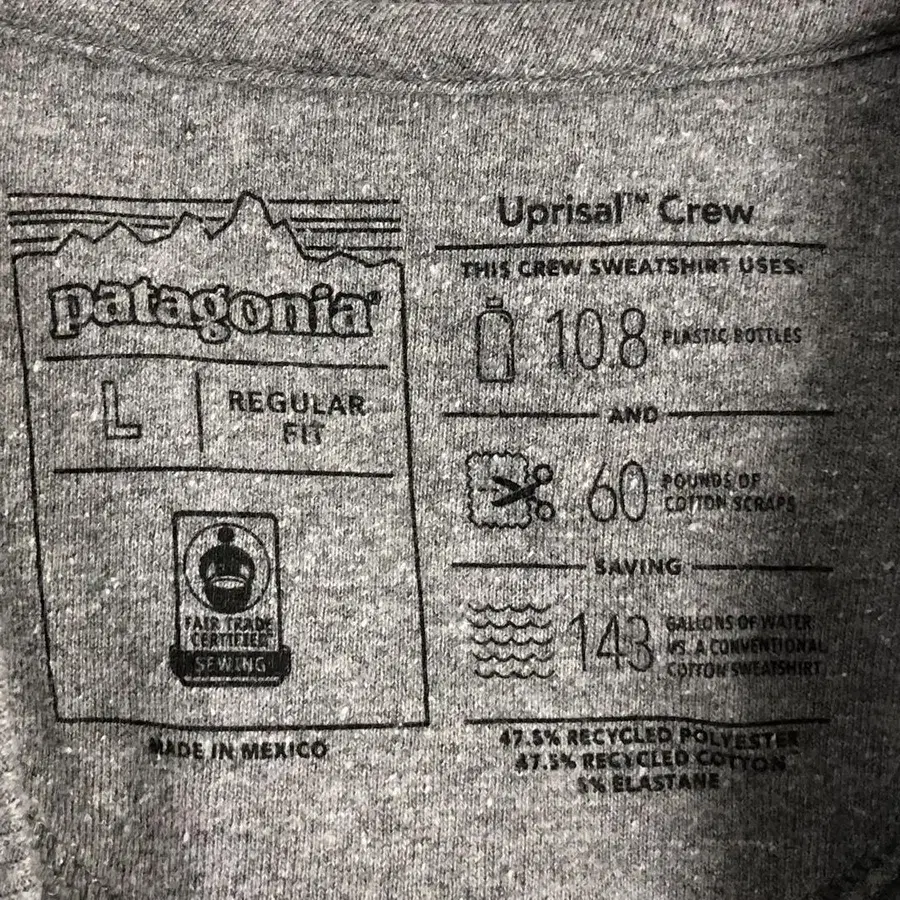 patagonia®
L
REGULAR
FIT
FAIR TRADE
CERTIFIED™
SEWING
MADE IN MEXICO
Uprisal™ Crew
THIS CREW SWEATSHIRT USES:
10.8 PLASTIC BOTTLES
AND
.60 POUNDS OF
COTTON SCRAPS
SAVING
143 GALLONS OF WATER
VS. A CONVENTIONAL
COTTON SWEATSHIRT
47.5% RECYCLED POLYESTER
47.5% RECYCLED COTTON
5% ELASTANE